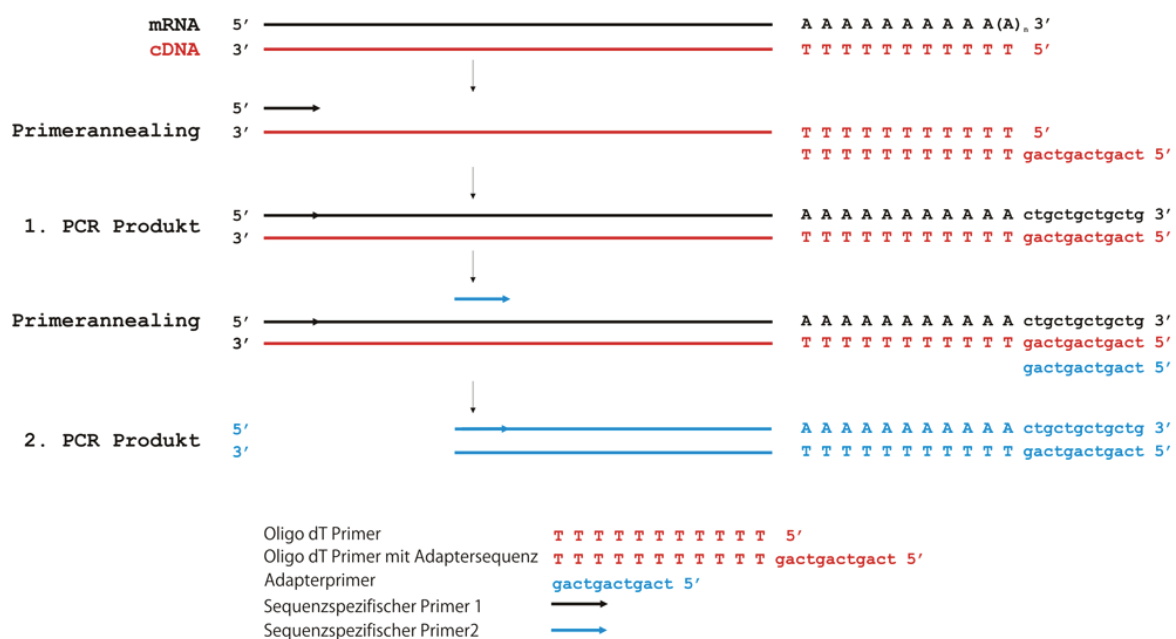 mRNA 5′ A A A A A A A A A A(A)n 3′
cDNA 3′ T T T T T T T T T T 5′
5′
Primerannealing 3′ T T T T T T T T T T 5′
T T T T T T T T T T gactgactgact 5′
1. PCR Produkt 5′ A A A A A A A A A A ctgctgctgctg 3′
3′ T T T T T T T T T T gactgactgact 5′
Primerannealing 5′ A A A A A A A A A A ctgctgctgctg 3′
3′ T T T T T T T T T T gactgactgact 5′
gactgactgact 5′
2. PCR Produkt 5′ A A A A A A A A A A ctgctgctgctg 3′
3′ T T T T T T T T T T gactgactgact 5′
Oligo dT Primer T T T T T T T T T T 5′
Oligo dT Primer mit Adaptersequenz T T T T T T T T T T gactgactgact 5′
Adapterprimer gactgactgact 5′
Sequenzspezifischer Primer 1
Sequenzspezifischer Primer2